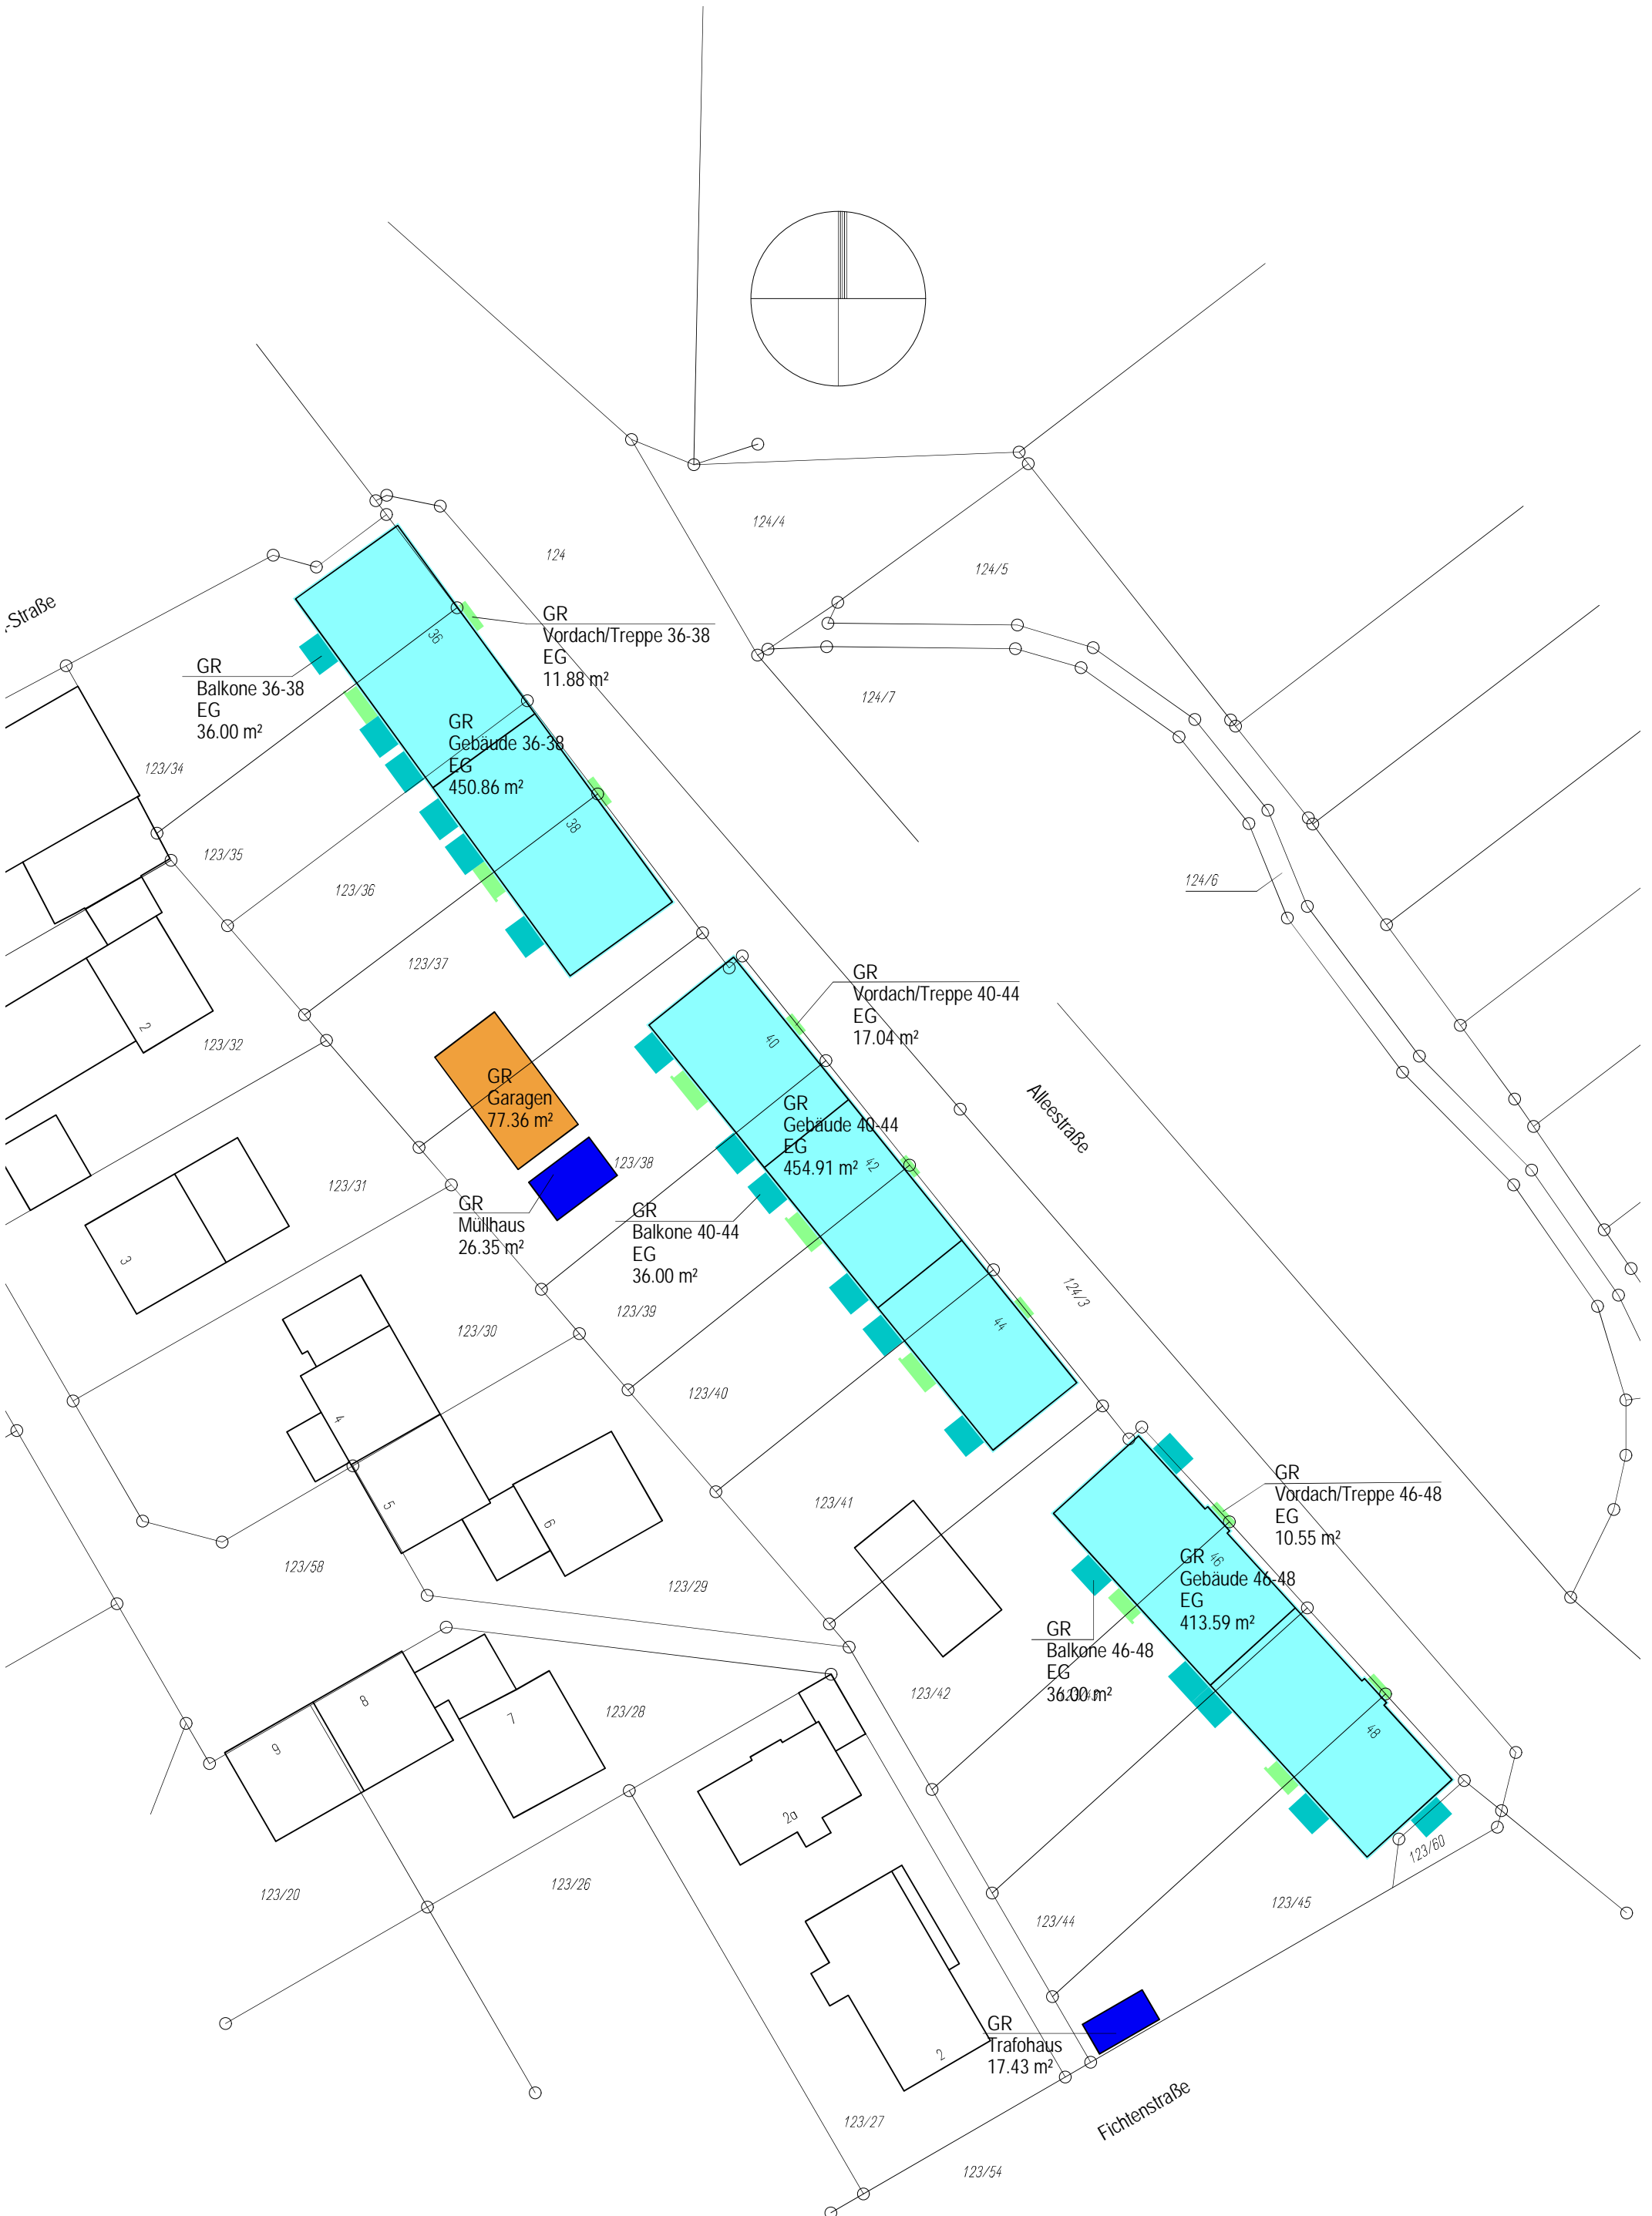 124/4
124
124/5
r-Straße
GR
Vordach/Treppe 36-38
EG
11.88 m²
36
GR
Balkone 36-38
EG
36.00 m²
124/7
GR
Gebäude 36-38
EG
450.86 m²
123/34
38
123/35
123/36
124/6
123/37
GR
Vordach/Treppe 40-44
EG
17.04 m²
2
123/32
40
GR
Garagen
77.36 m²
GR
Gebäude 40-44
EG
454.91 m²
Alleestraße
42
123/38
123/31
GR
Müllhaus
26.35 m²
GR
Balkone 40-44
EG
36.00 m²
3
124/3
123/39
123/30
44
123/40
4
5
6
123/41
GR
Vordach/Treppe 46-48
EG
10.55 m²
46
GR
Gebäude 46-48
EG
413.59 m²
123/58
123/29
GR
Balkone 46-48
EG
36.00 m²
123/42
8
7
123/28
9
48
2a
123/60
123/20
123/26
123/44
123/45
GR
Trafohaus
17.43 m²
2
Fichtenstraße
123/27
123/54